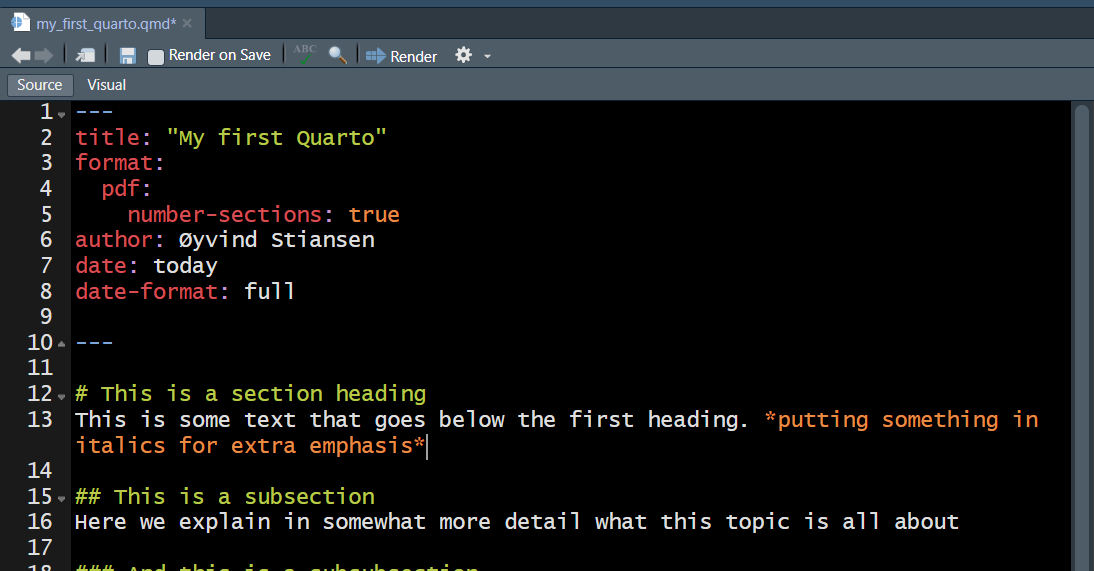 my_first_quarto.qmd*
Render on Save ABC Render
Source Visual
1 ---
2 title: "My first Quarto"
3 format:
4   pdf:
5     number-sections: true
6 author: Øyvind Stiansen
7 date: today
8 date-format: full
9
10 ---
11
12 # This is a section heading
13 This is some text that goes below the first heading. *putting something in
italics for extra emphasis*
14
15 ## This is a subsection
16 Here we explain in somewhat more detail what this topic is all about
17
18 ### And this is a subsubsection